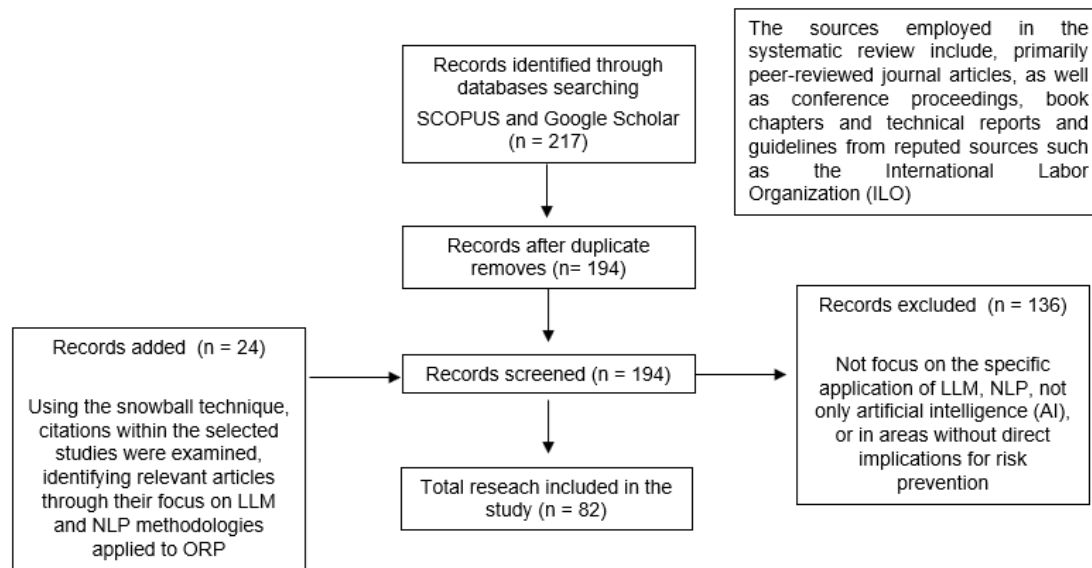 Records identified through
databases searching
SCOPUS and Google Scholar
(n = 217)
The sources employed in the
systematic review include, primarily
peer-reviewed journal articles, as well
as conference proceedings, book
chapters and technical reports and
guidelines from reputed sources such
as the International Labor
Organization (ILO)
Records after duplicate
removes (n= 194)
Records added (n = 24)
Using the snowball technique,
citations within the selected
studies were examined,
identifying relevant articles
through their focus on LLM
and NLP methodologies
applied to ORP
Records screened (n = 194)
Records excluded (n = 136)
Not focus on the specific
application of LLM, NLP, not
only artificial intelligence (AI),
or in areas without direct
implications for risk
prevention
Total reseach included in the
study (n = 82)